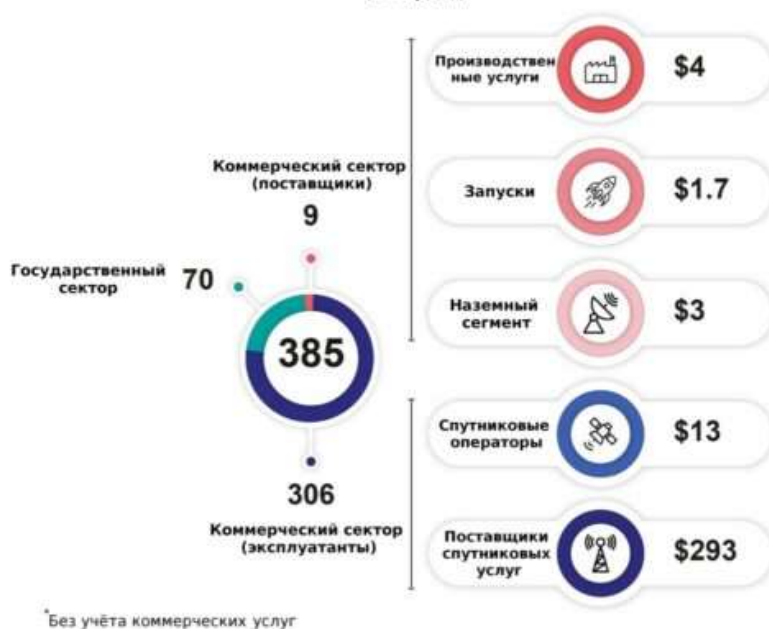 Производствен
ные услуги
$4
Коммерческий сектор
(поставщики)
9
Запуски
$1.7
Государственный
сектор
70
385
Наземный
сегмент
$3
306
Коммерческий сектор
(эксплуатанты)
Спутниковые
операторы
$13
Поставщики
спутниковых
услуг
$293
*Без учёта коммерческих услуг